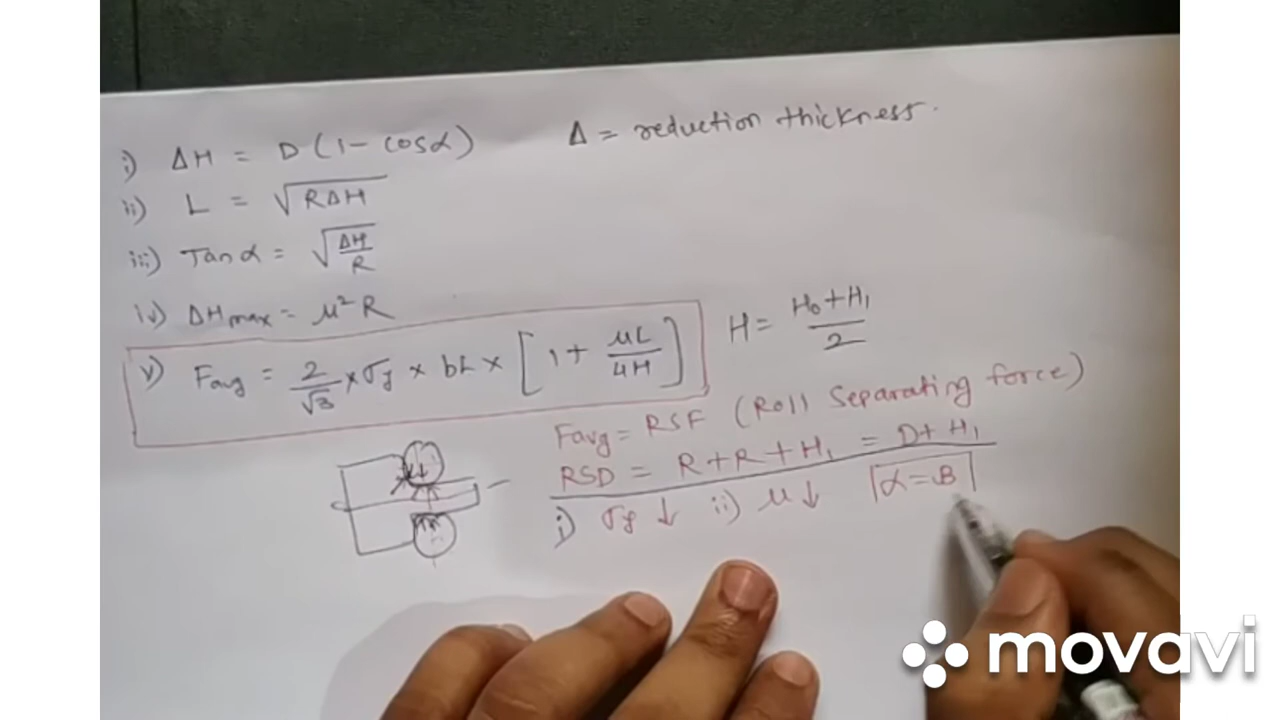 i) ΔH = D (1 - cosα) Δ = reduction thickness.
ii) L = √RΔH
iii) Tanα = √ΔH/R
iv) ΔHmax = μ²R
v) Favg = 2/√3 × σy × bL × [1 + μL/4H] H = H0 + H1 / 2
Favg = RSF (Roll Separating force)
RSD = R + R + H1 = D + H1
i) σy ↓ ii) μ ↓ α = β
movavi